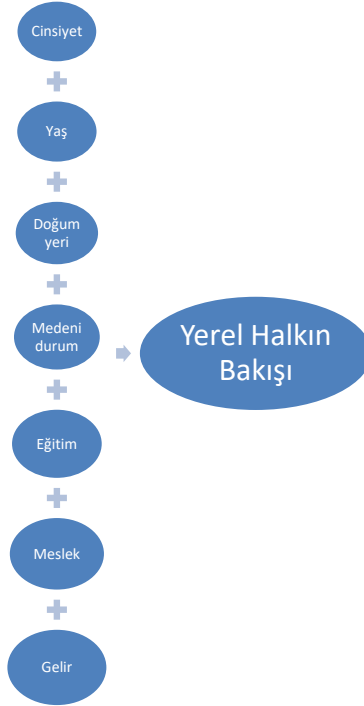 Cinsiyet
Yaş
Doğum
yeri
Medeni
durum
Yerel Halkın
Bakışı
Eğitim
Meslek
Gelir